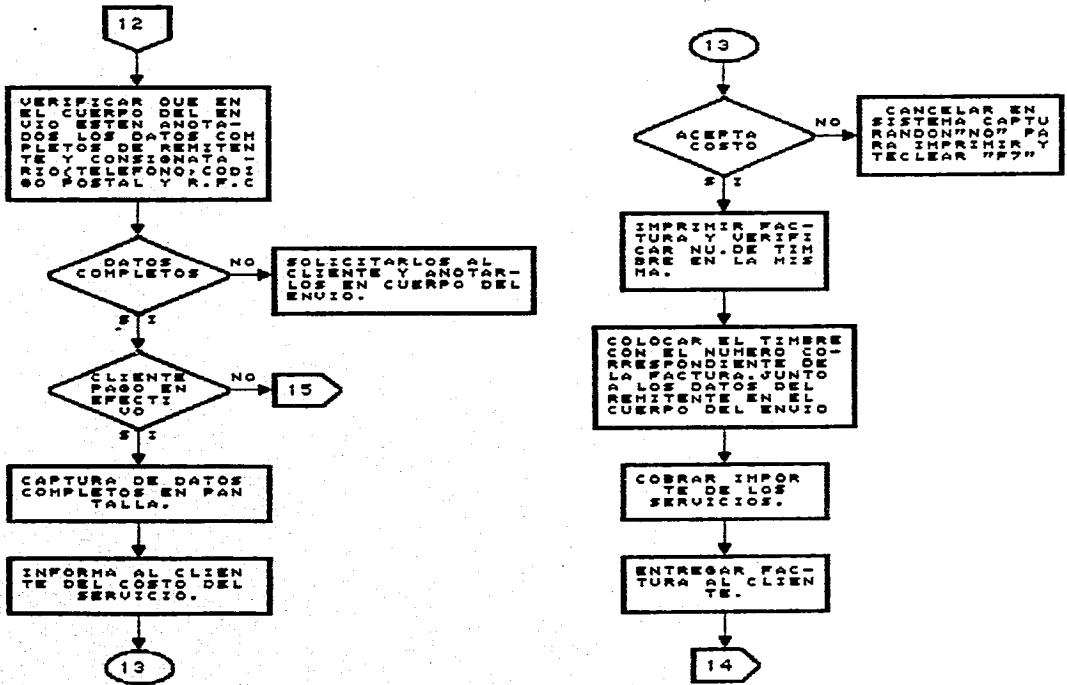 12
VERIFICAR QUE EN
EL CUERPO DEL EN
VIO ESTEN ANOTA-
DOS LOS DATOS COM
PLETOS DE REMITEN
TE Y CONSIGNATA -
RIO(TELEFONO,CODI
GO POSTAL Y R.F.C
DATOS
COMPLETOS
NO
SOLICITARLOS AL
CLIENTE Y ANOTAR-
LOS EN CUERPO DEL
ENVIO.
SI
CLIENTE
PAGO EN
EFECTI
VO
NO
15
SI
CAPTURA DE DATOS
COMPLETOS EN PAN
TALLA.
INFORMA AL CLIEN
TE DEL COSTO DEL
SERVICIO.
13
13
ACEPTA
COSTO
NO
CANCELAR EN
SISTEMA CAPTU
RANDON"NO" PA
RA IMPRIMIR Y
TECLEAR "F7"
SI
IMPRIMIR FAC-
TURA Y VERIFI
CAR NU.DE TIM
BRE EN LA MIS
MA.
COLOCAR EL TIMBRE
CON EL NUMERO CO-
RRESPONDIENTE DE
LA FACTURA,JUNTO
A LOS DATOS DEL
REMITENTE EN EL
CUERPO DEL ENVIO
COBRAR IMPOR
TE DE LOS
SERVICIOS.
ENTREGAR FAC-
TURA AL CLIEN
TE.
14